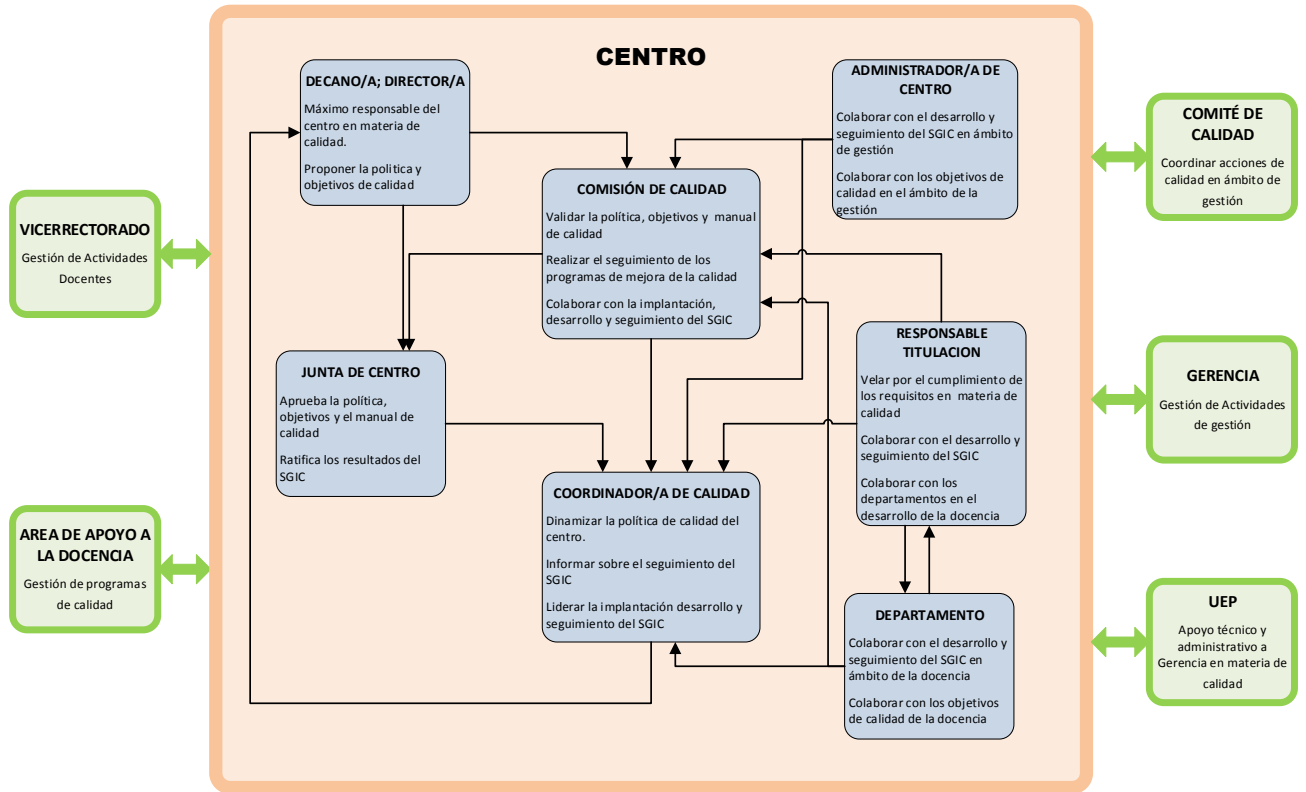 CENTRO
DECANO/A; DIRECTOR/A
Máximo responsable del
centro en materia de
calidad.
Proponer la politica y
objetivos de calidad
ADMINISTRADOR/A DE
CENTRO
Colaborar con el desarrollo y
seguimiento del SGIC en ámbito
de gestión
Colaborar con los objetivos de
calidad en el ámbito de la
gestión
COMISIÓN DE CALIDAD
Validar la política, objetivos y manual
de calidad
Realizar el seguimiento de los
programas de mejora de la calidad
Colaborar con la implantación,
desarrollo y seguimiento del SGIC
JUNTA DE CENTRO
Aprueba la política,
objetivos y el manual de
calidad
Ratifica los resultados del
SGIC
RESPONSABLE
TITULACION
Velar por el cumplimiento de
los requisitos en materia de
calidad
Colaborar con el desarrollo y
seguimiento del SGIC
Colaborar con los
departamentos en el
desarrollo de la docencia
COORDINADOR/A DE CALIDAD
Dinamizar la política de calidad del
centro.
Informar sobre el seguimiento del
SGIC
Liderar la implantación desarrollo y
seguimiento del SGIC
DEPARTAMENTO
Colaborar con el desarrollo y
seguimiento del SGIC en
ámbito de la docencia
Colaborar con los objetivos
de calidad de la docencia
VICERRECTORADO
Gestión de Actividades
Docentes
AREA DE APOYO A
LA DOCENCIA
Gestión de programas
de calidad
COMITÉ DE
CALIDAD
Coordinar acciones de
calidad en ámbito de
gestión
GERENCIA
Gestión de Actividades
de gestión
UEP
Apoyo técnico y
administrativo a
Gerencia en materia de
calidad